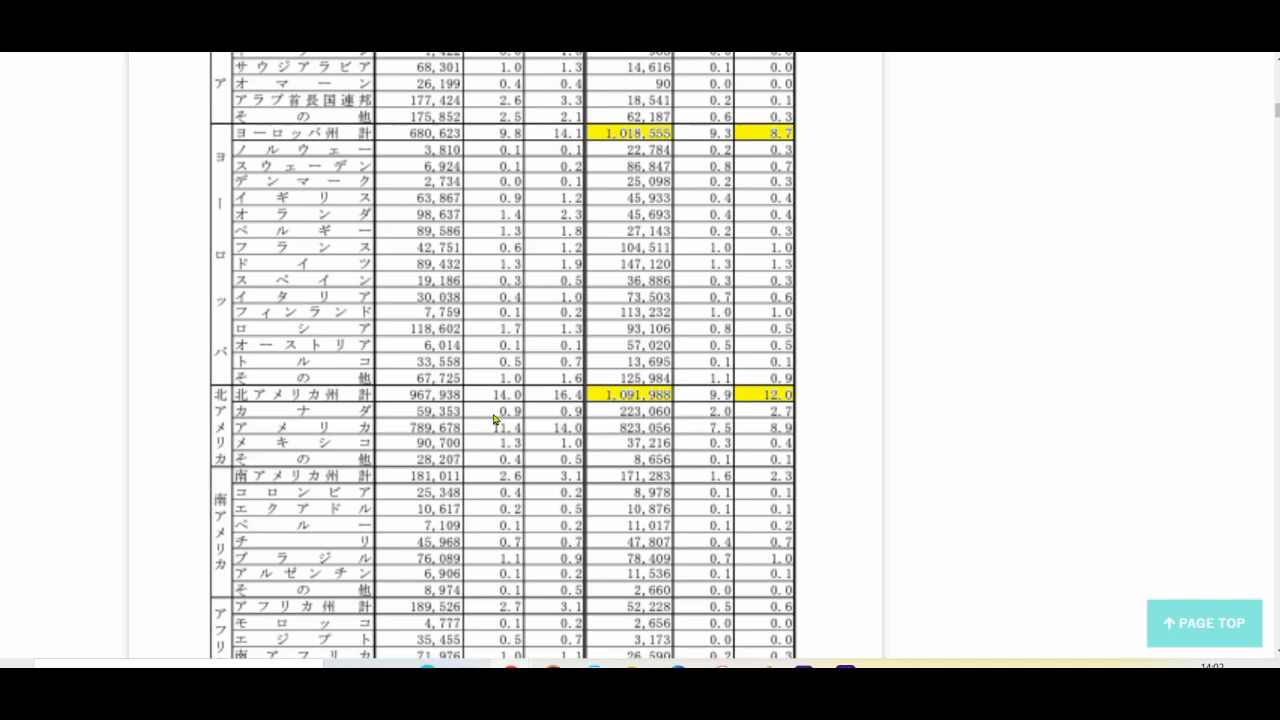 サウジアラビア 68,301 1.0 1.3 14,616 0.1 0.0
ア オマーン 26,199 0.4 0.4 90 0.0 0.0
アラブ首長国連邦 177,424 2.6 3.3 18,541 0.2 0.1
その他 175,852 2.5 2.1 62,187 0.6 0.3
ヨーロッパ州 計 680,623 9.8 14.1 1,018,555 9.3 8.7
ヨ ノルウェー 3,810 0.1 0.1 22,784 0.2 0.3
スウェーデン 6,924 0.1 0.2 86,847 0.8 0.7
デンマーク 2,734 0.0 0.1 25,098 0.2 0.3
ー イギリス 63,867 0.9 1.2 45,933 0.4 0.4
オランダ 98,637 1.4 2.3 45,693 0.4 0.4
ベルギー 89,586 1.3 1.8 27,143 0.2 0.3
ロ フランス 42,751 0.6 1.2 104,511 1.0 1.0
ドイツ 89,432 1.3 1.9 147,120 1.3 1.3
スペイン 19,186 0.3 0.5 36,886 0.3 0.3
ッ イタリア 30,038 0.4 1.0 73,503 0.7 0.6
フィンランド 7,759 0.1 0.2 113,232 1.0 1.0
ロシア 118,602 1.7 1.3 93,106 0.8 0.5
パ オーストリア 6,014 0.1 0.1 57,020 0.5 0.5
トルコ 33,558 0.5 0.7 13,695 0.1 0.1
その他 67,725 1.0 1.6 125,984 1.1 0.9
北 北アメリカ州 計 967,938 14.0 16.4 1,091,988 9.9 12.0
ア カナダ 59,353 0.9 0.9 223,060 2.0 2.7
メ アメリカ 789,678 11.4 14.0 823,056 7.5 8.9
リ メキシコ 90,700 1.3 1.0 37,216 0.3 0.4
カ その他 28,207 0.4 0.5 8,656 0.1 0.1
南アメリカ州 計 181,011 2.6 3.1 171,283 1.6 2.3
南 コロンビア 25,348 0.4 0.2 8,978 0.1 0.1
ア エクアドル 10,617 0.2 0.5 10,876 0.1 0.1
メ ペルー 7,109 0.1 0.2 11,017 0.1 0.2
リ チリ 45,968 0.7 0.7 47,807 0.4 0.7
カ ブラジル 76,089 1.1 0.9 78,409 0.7 1.0
アルゼンチン 6,906 0.1 0.2 11,536 0.1 0.1
その他 8,974 0.1 0.5 2,660 0.0 0.0
ア アフリカ州 計 189,526 2.7 3.1 52,228 0.5 0.6
フ モロッコ 4,777 0.1 0.2 2,656 0.0 0.0
リ エジプト 35,455 0.5 0.7 3,173 0.0 0.0
南アフリカ 71,976 1.0 1.1 26,590 0.2 0.3
PAGE TOP
14:02